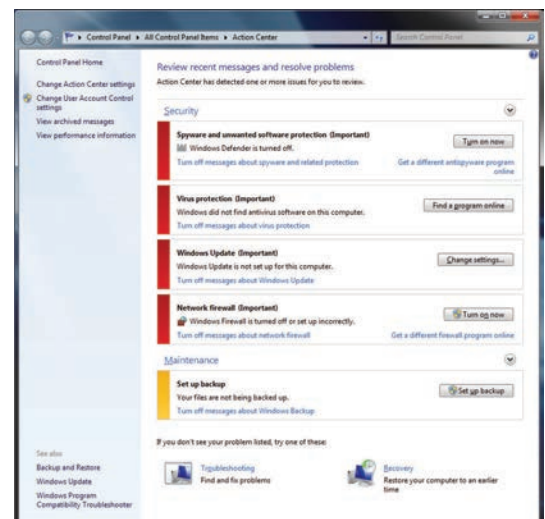 Control Panel ▸ All Control Panel Items ▸ Action Center
Search Control Panel
Control Panel Home
Change Action Center settings
Change User Account Control
settings
View archived messages
View performance information
Review recent messages and resolve problems
Action Center has detected one or more issues for you to review.
Security
Spyware and unwanted software protection (Important)
Windows Defender is turned off.
Turn off messages about spyware and related protection
Turn on now
Get a different antispyware program
online
Virus protection (Important)
Windows did not find antivirus software on this computer.
Turn off messages about virus protection
Find a program online
Windows Update (Important)
Windows Update is not set up for this computer.
Turn off messages about Windows Update
Change settings...
Network firewall (Important)
Windows Firewall is turned off or set up incorrectly.
Turn off messages about network firewall
Turn on now
Get a different firewall program online
Maintenance
Set up backup
Your files are not being backed up.
Turn off messages about Windows Backup
Set up backup
If you don't see your problem listed, try one of these:
Troubleshooting
Find and fix problems
Recovery
Restore your computer to an earlier
time
See also
Backup and Restore
Windows Update
Windows Program
Compatibility Troubleshooter